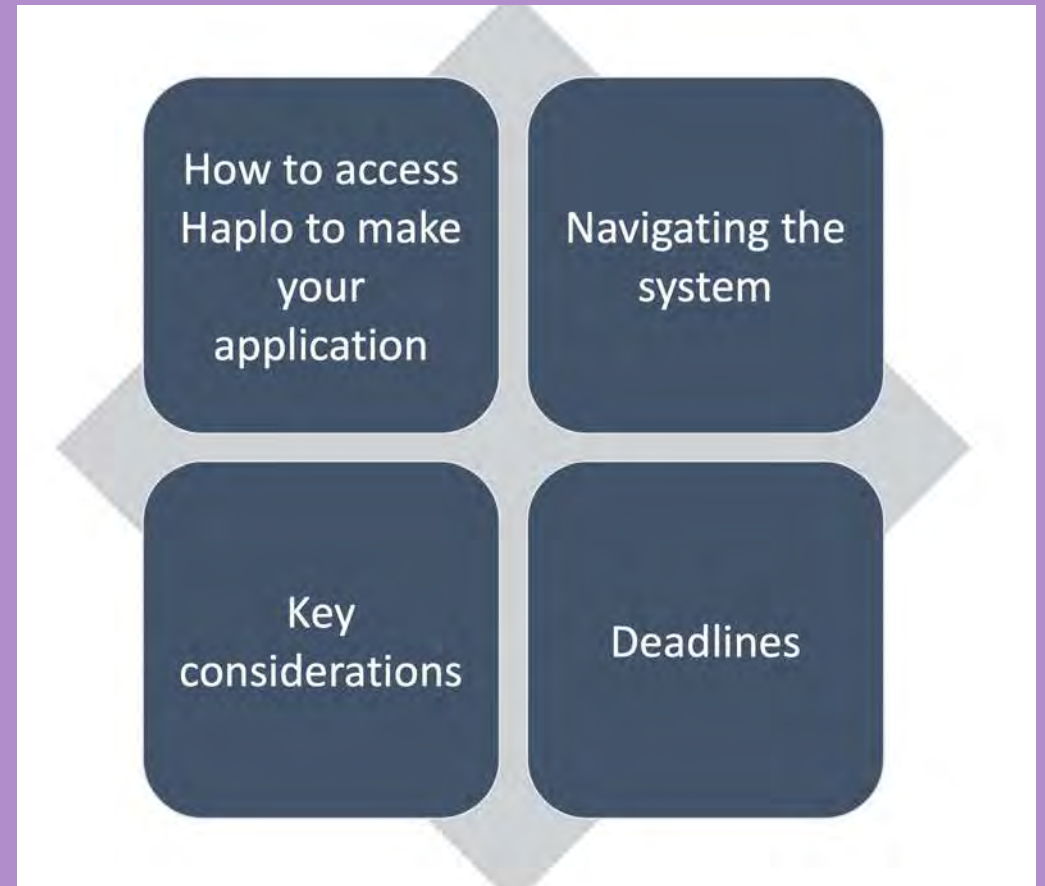 How to access
Haplo to make
your
application
Navigating the
system
Key
considerations
Deadlines